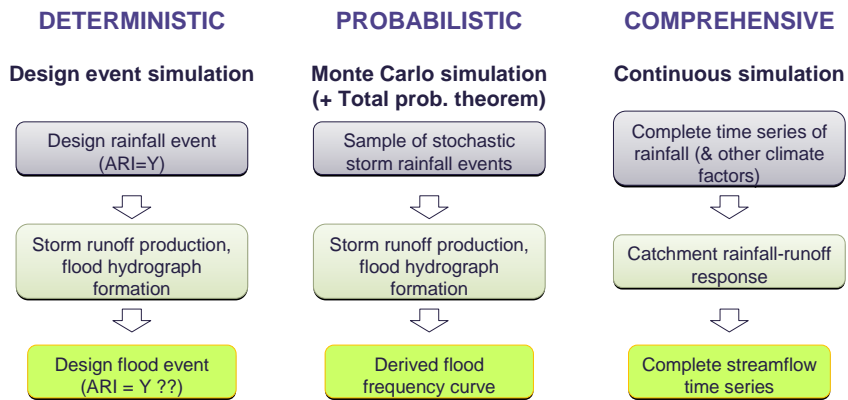 DETERMINISTIC
Design event simulation
Design rainfall event
(ARI=Y)
Storm runoff production,
flood hydrograph
formation
Design flood event
(ARI = Y ??)
PROBABILISTIC
Monte Carlo simulation
(+ Total prob. theorem)
Sample of stochastic
storm rainfall events
Storm runoff production,
flood hydrograph
formation
Derived flood
frequency curve
COMPREHENSIVE
Continuous simulation
Complete time series of
rainfall (& other climate
factors)
Catchment rainfall-runoff
response
Complete streamflow
time series